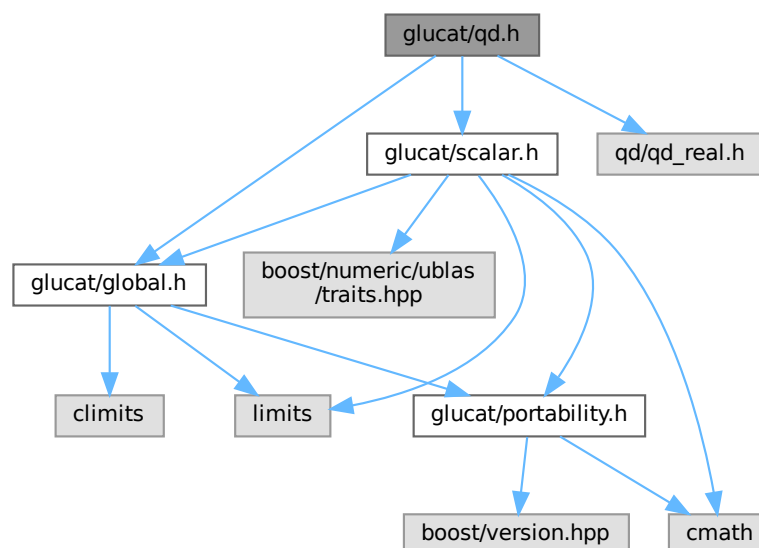 glucat/qd.h
glucat/scalar.h
qd/qd_real.h
glucat/global.h
boost/numeric/ublas
/traits.hpp
climits
limits
glucat/portability.h
boost/version.hpp
cmath